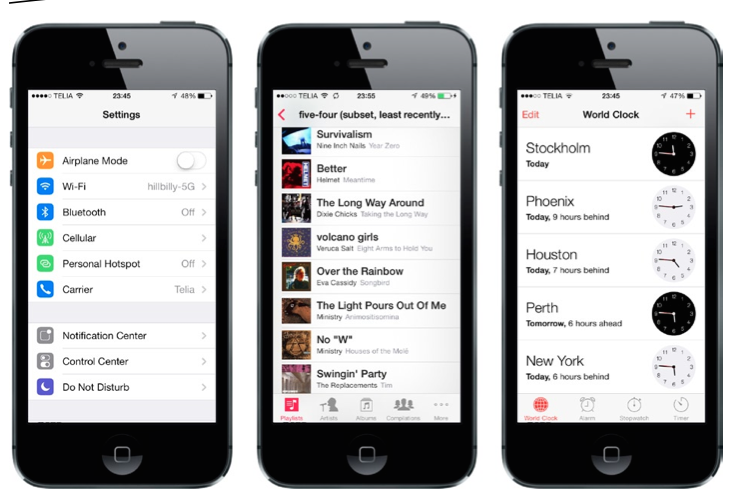 TELIA 23:45 48%
Settings
Airplane Mode
Wi-Fi hillbilly-5G
Bluetooth Off
Cellular
Personal Hotspot Off
Carrier Telia
Notification Center
Control Center
Do Not Disturb
TELIA 23:55 49%
five-four (subset, least recently...
Survivalism
Nine Inch Nails Year Zero
Better
Helmet Meantime
The Long Way Around
Dixie Chicks Taking the Long Way
volcano girls
Veruca Salt Eight Arms to Hold You
Over the Rainbow
Eva Cassidy Songbird
The Light Pours Out Of Me
Ministry Animositisomina
No "W"
Ministry Houses of the Molé
Swingin' Party
The Replacements Tim
Playlists Artists Albums Compilations More
TELIA 23:45 47%
Edit World Clock +
Stockholm
Today
Phoenix
Today, 9 hours behind
Houston
Today, 7 hours behind
Perth
Tomorrow, 6 hours ahead
New York
Today, 6 hours behind
World Clock Alarm Stopwatch Timer